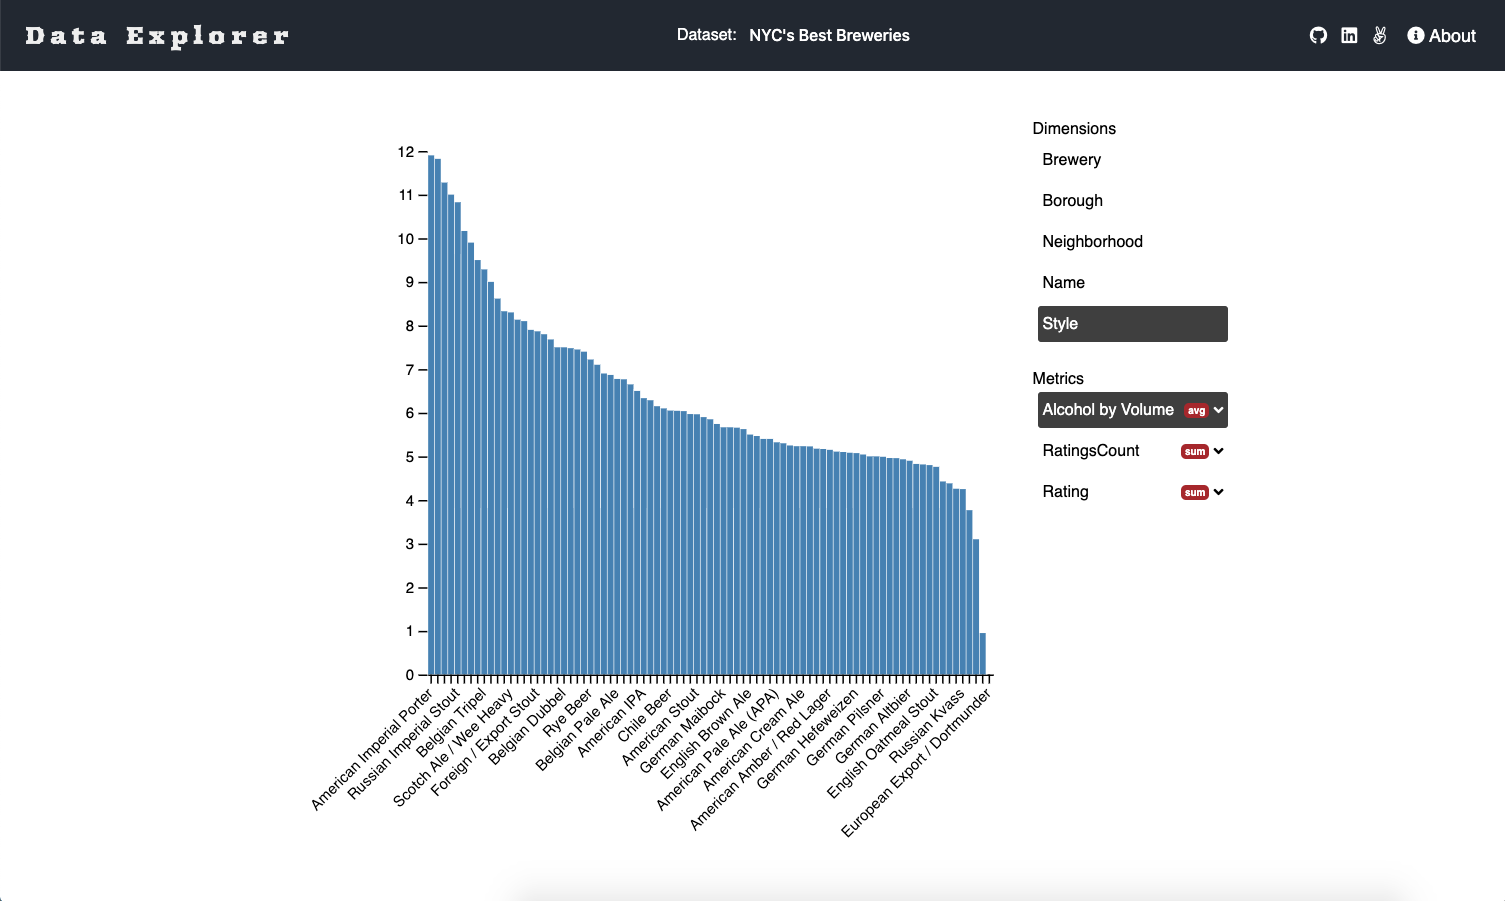 Data Explorer
Dataset: NYC's Best Breweries
About
12
11
10
9
8
7
6
5
4
3
2
1
0
American Imperial Porter
Russian Imperial Stout
Belgian Tripel
Scotch Ale / Wee Heavy
Foreign / Export Stout
Belgian Dubbel
Rye Beer
Belgian Pale Ale
American IPA
Chile Beer
American Stout
German Maibock
English Brown Ale
American Pale Ale (APA)
American Cream Ale
American Amber / Red Lager
German Hefeweizen
German Pilsner
German Altbier
English Oatmeal Stout
Russian Kvass
European Export / Dortmunder
Dimensions
Brewery
Borough
Neighborhood
Name
Style
Metrics
Alcohol by Volume avg
RatingsCount sum
Rating sum